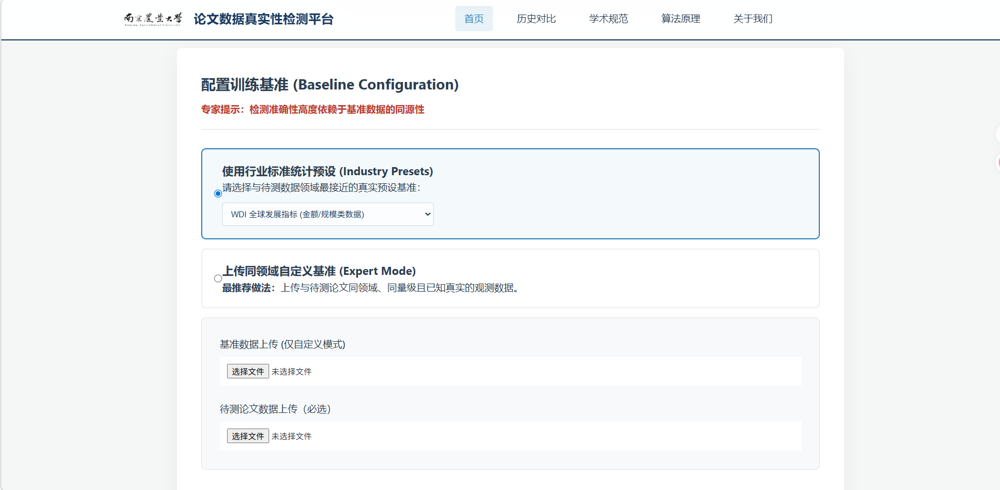 南京農業大學
Nanjing Agricultural University
论文数据真实性检测平台
首页
历史对比
学术规范
算法原理
关于我们
配置训练基准 (Baseline Configuration)
专家提示：检测准确性高度依赖于基准数据的同源性
使用行业标准统计预设 (Industry Presets)
请选择与待测数据领域最接近的真实预设基准：
WDI 全球发展指标 (金额/规模类数据)
上传同领域自定义基准 (Expert Mode)
最推荐做法：上传与待测论文同领域、同量级且已知真实的观测数据。
基准数据上传 (仅自定义模式)
选择文件 未选择文件
待测论文数据上传（必选）
选择文件 未选择文件